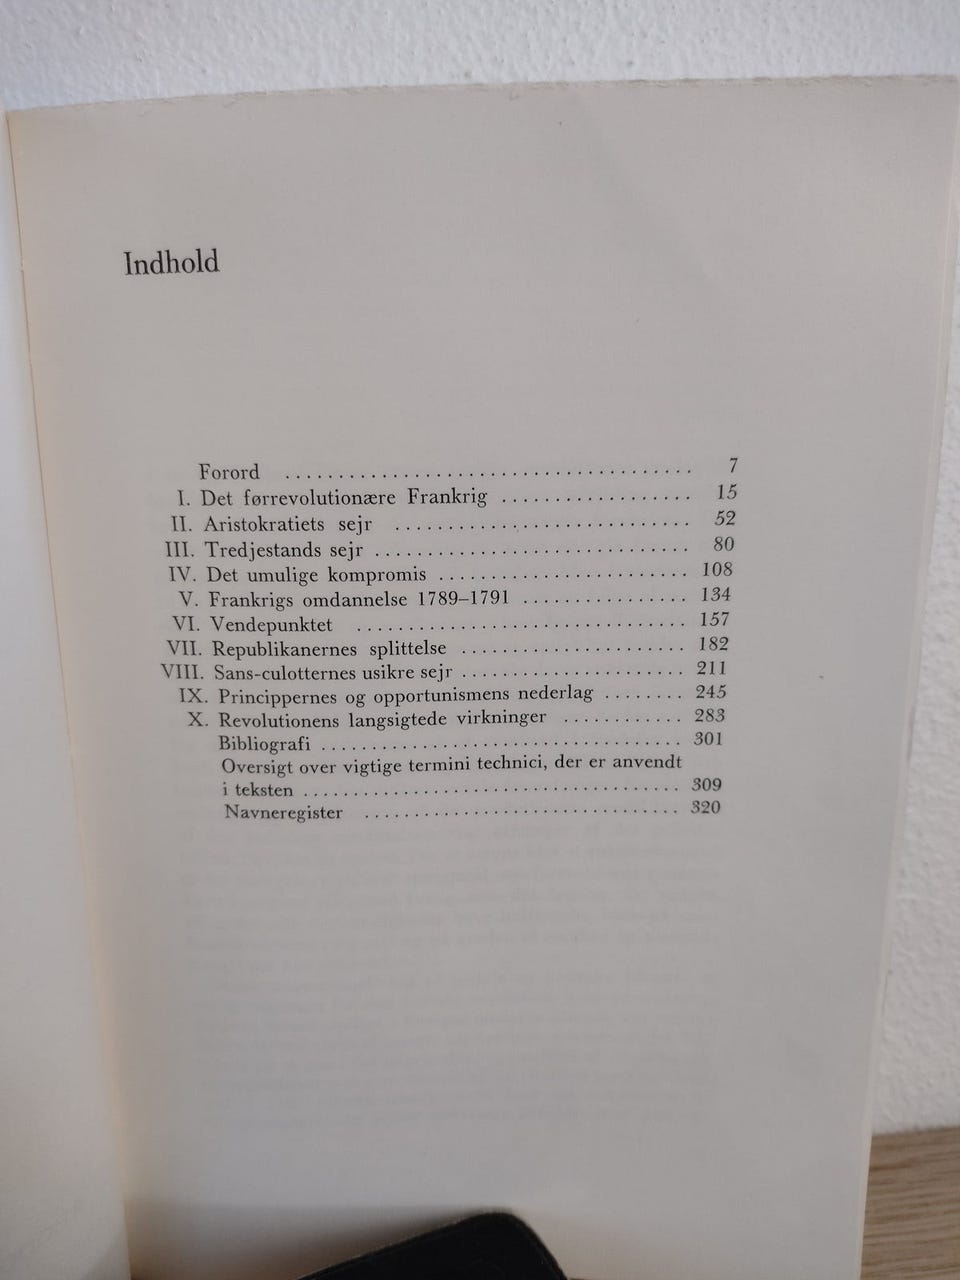 Indhold
Forord ...................................... 7
I. Det førrevolutionære Frankrig .................. 15
II. Aristokratiets sejr ............................ 52
III. Tredjestands sejr .............................. 80
IV. Det umulige kompromis ........................ 108
V. Frankrigs omdannelse 1789–1791 ................ 134
VI. Vendepunktet ................................ 157
VII. Republikanernes splittelse ...................... 182
VIII. Sans-culotternes usikre sejr ...................... 211
IX. Princippernes og opportunismens nederlag ........ 245
X. Revolutionens langsigtede virkninger ............ 283
Bibliografi ................................... 301
Oversigt over vigtige termini technici, der er anvendt
i teksten .................................... 309
Navneregister .............................. 320